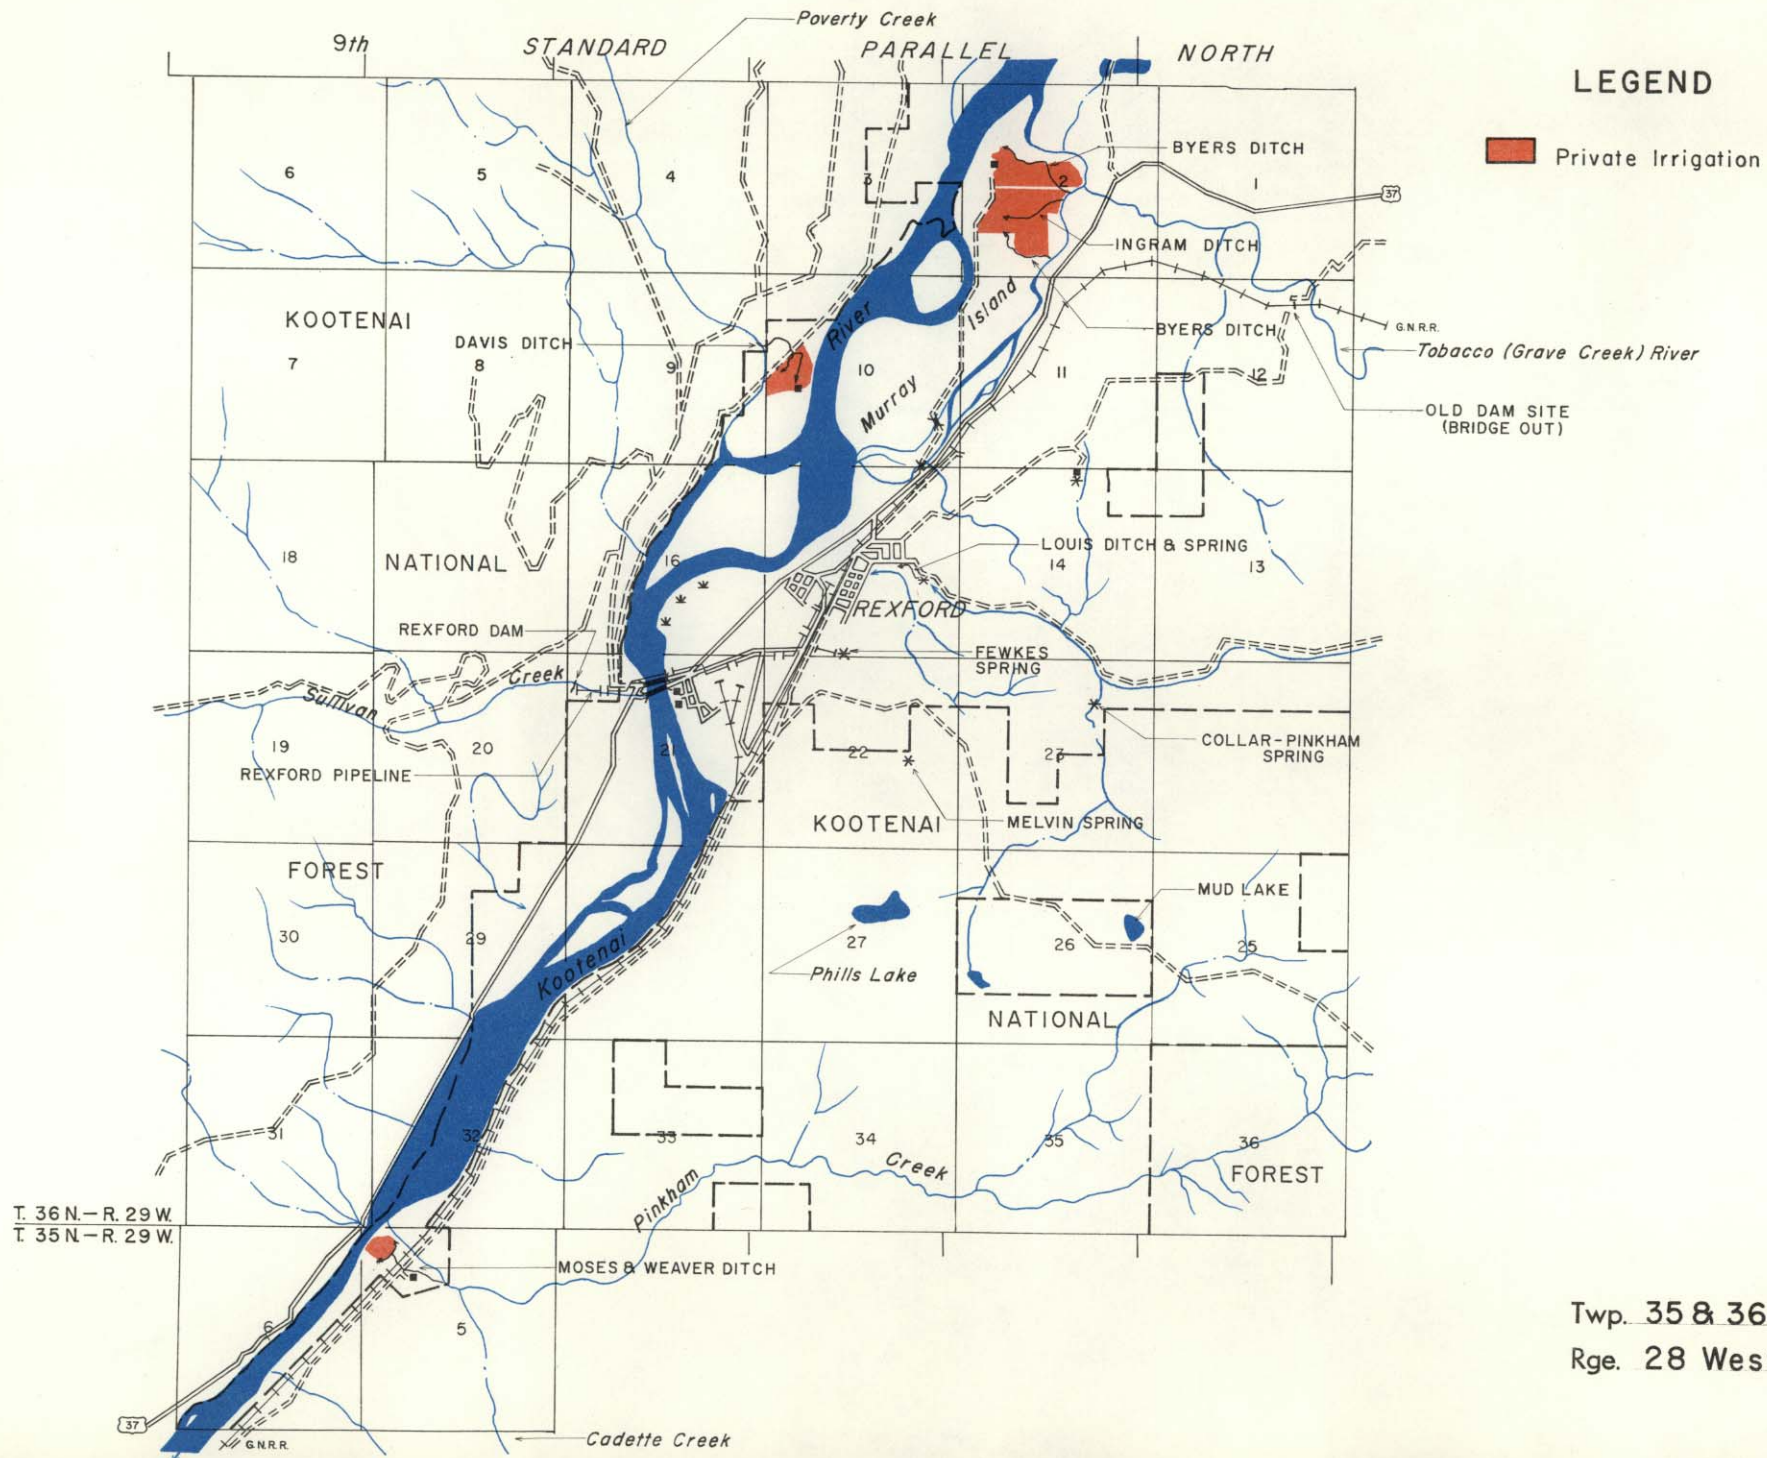 Poverty Creek
9th STANDARD PARALLEL NORTH
LEGEND
Private Irrigation
BYERS DITCH
6 5 4 3 2 1
37
INGRAM DITCH
KOOTENAI
River
Island
BYERS DITCH
G.N.R.R.
DAVIS DITCH
Tobacco (Grave Creek) River
7 8 9 10 11 12
Murray
OLD DAM SITE
(BRIDGE OUT)
18 NATIONAL 16 14 13
LOUIS DITCH & SPRING
REXFORD
REXFORD DAM
FEWKES
SPRING
Sullivan Creek
19 20 21 22 23
COLLAR-PINKHAM
SPRING
REXFORD PIPELINE
KOOTENAI
MELVIN SPRING
FOREST
MUD LAKE
30 29 27 26 25
Kootenai
Phills Lake
NATIONAL
31 32 33 34 35 36
Pinkham Creek
FOREST
T. 36 N.-R. 29 W.
T. 35 N.-R. 29 W.
MOSES & WEAVER DITCH
6 5
Twp. 35 & 36
Rge. 28 Wes
37
G.N.R.R.
Cadette Creek